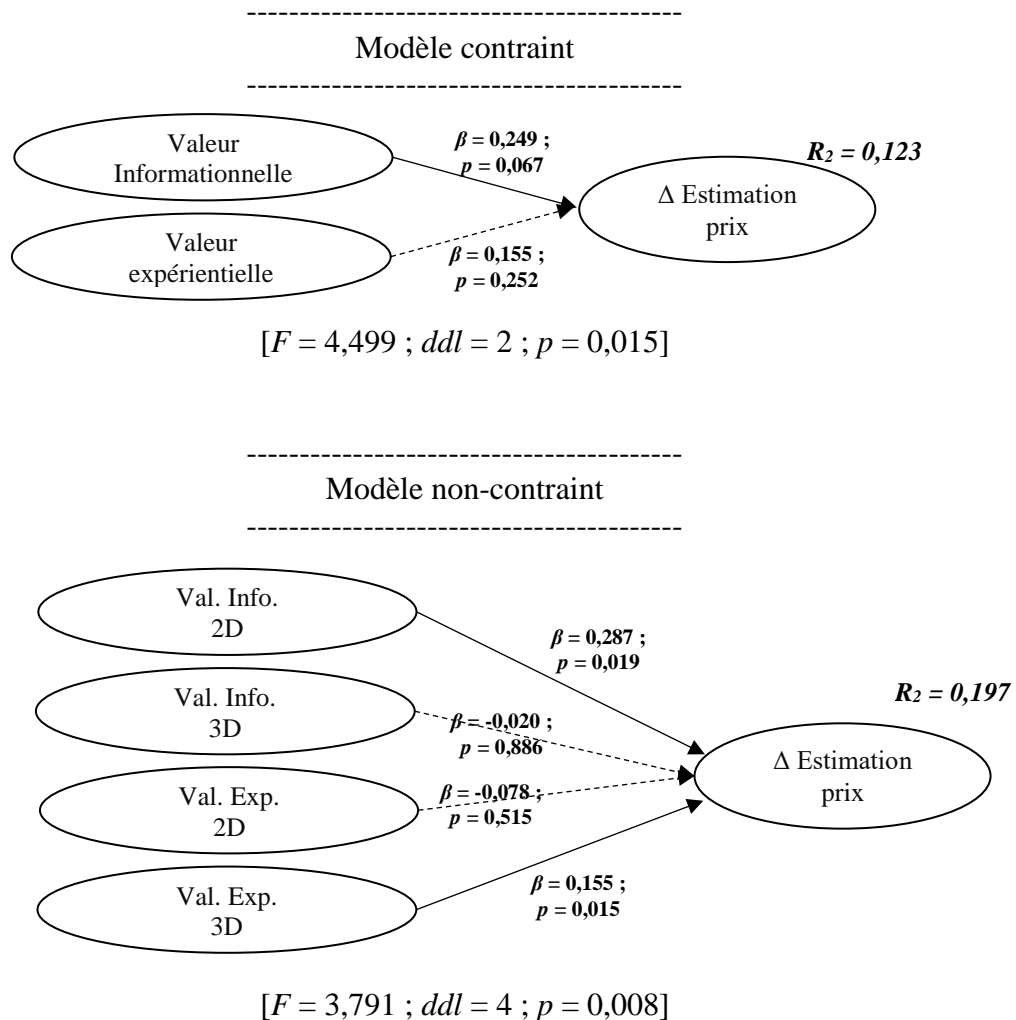 ----------------------------------------
Modèle contraint
----------------------------------------
Valeur
Informationnelle
β = 0,249 ;
p = 0,067
R₂ = 0,123
Δ Estimation
prix
Valeur
expérientielle
β = 0,155 ;
p = 0,252
[F = 4,499 ; ddl = 2 ; p = 0,015]
----------------------------------------
Modèle non-contraint
----------------------------------------
Val. Info.
2D
β = 0,287 ;
p = 0,019
R₂ = 0,197
Val. Info.
3D
β = -0,020 ;
p = 0,886
Δ Estimation
prix
Val. Exp.
2D
β = -0,078 ;
p = 0,515
Val. Exp.
3D
β = 0,155 ;
p = 0,015
[F = 3,791 ; ddl = 4 ; p = 0,008]